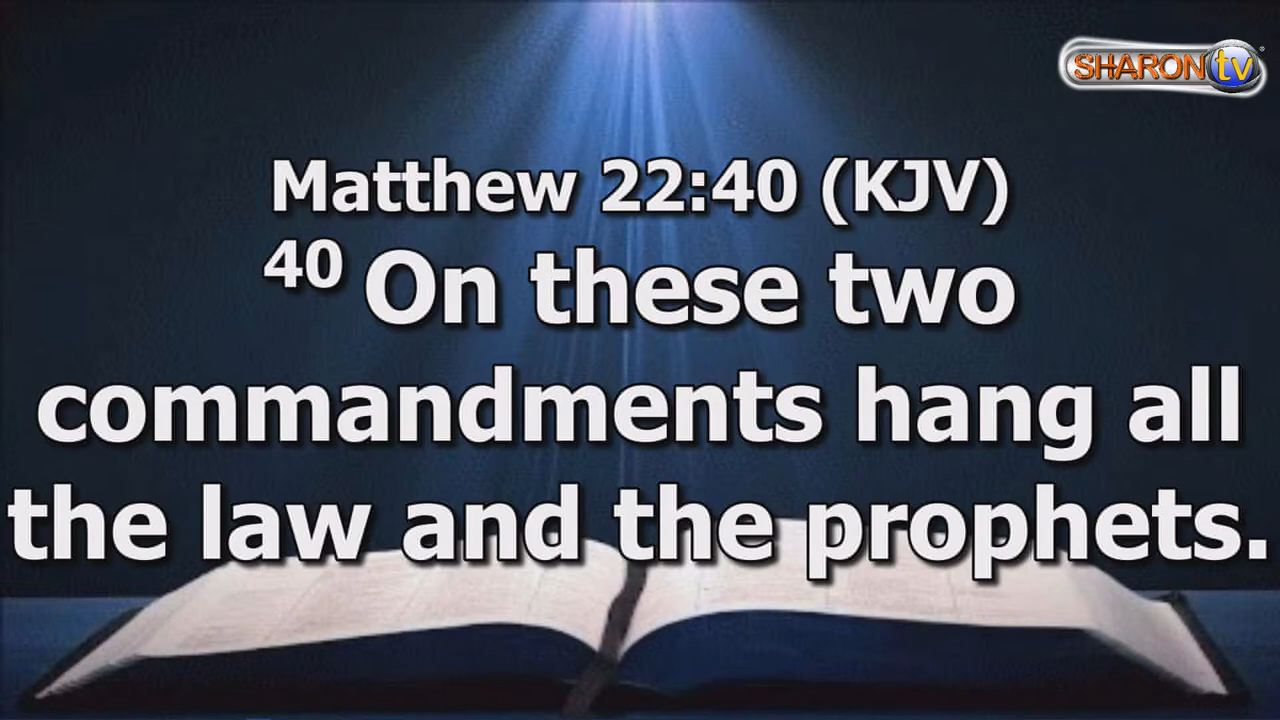 SHARON tv
Matthew 22:40 (KJV)
40 On these two
commandments hang all
the law and the prophets.